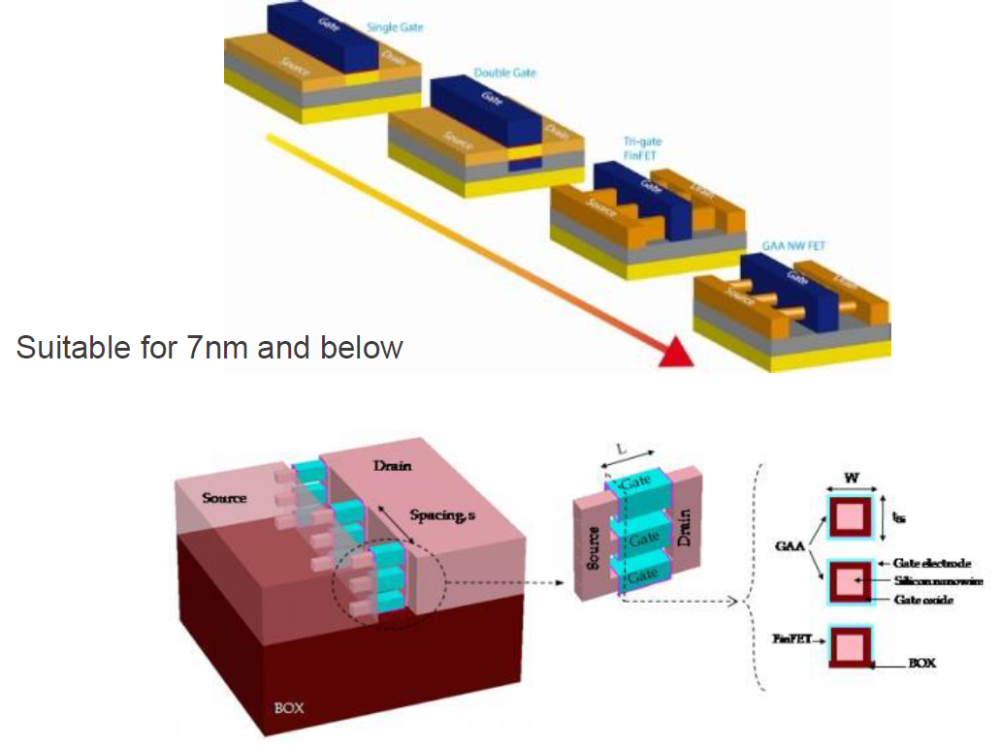 Gate
Single Gate
Source
Drain
Double Gate
Gate
Source
Drain
Tri-gate
FinFET
Gate
Source
Drain
GAA NW FET
Gate
Source
Drain
Suitable for 7nm and below
Source
Drain
Spacing, s
BOX
L
Gate
Gate
Gate
Source
Drain
W
tSi
GAA
Gate electrode
Silicon nanowire
Gate oxide
FinFET
BOX